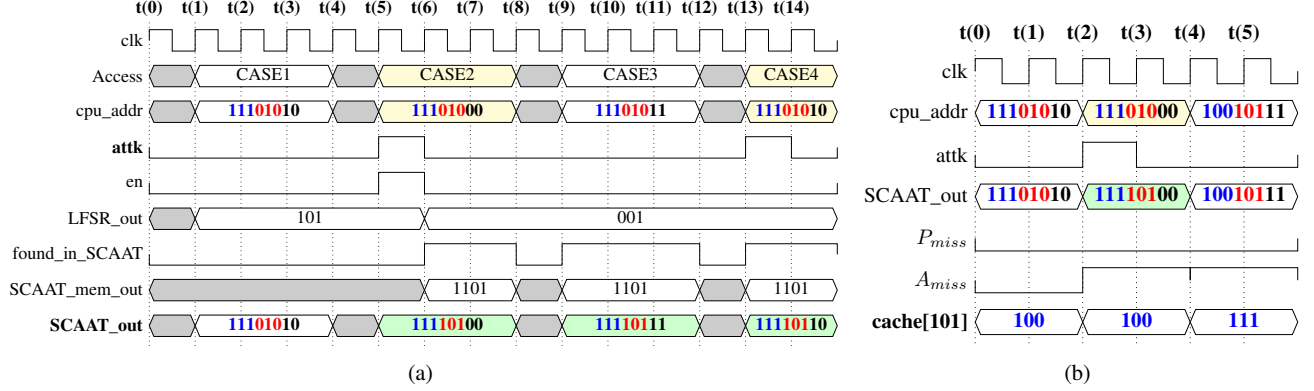 t(0) t(1) t(2) t(3) t(4) t(5) t(6) t(7) t(8) t(9) t(10) t(11) t(12) t(13) t(14)
clk
Access CASE1 CASE2 CASE3 CASE4
cpu_addr 11101010 11101000 11101011 11101010
attk
en
LFSR_out 101 001
found_in_SCAAT
SCAAT_mem_out 1101 1101 1101
SCAAT_out 11101010 11110100 11110111 11110110
(a)
t(0) t(1) t(2) t(3) t(4) t(5)
clk
cpu_addr 11101010 11101000 10010111
attk
SCAAT_out 11101010 11110100 10010111
P_miss
A_miss
cache[101] 100 100 111
(b)